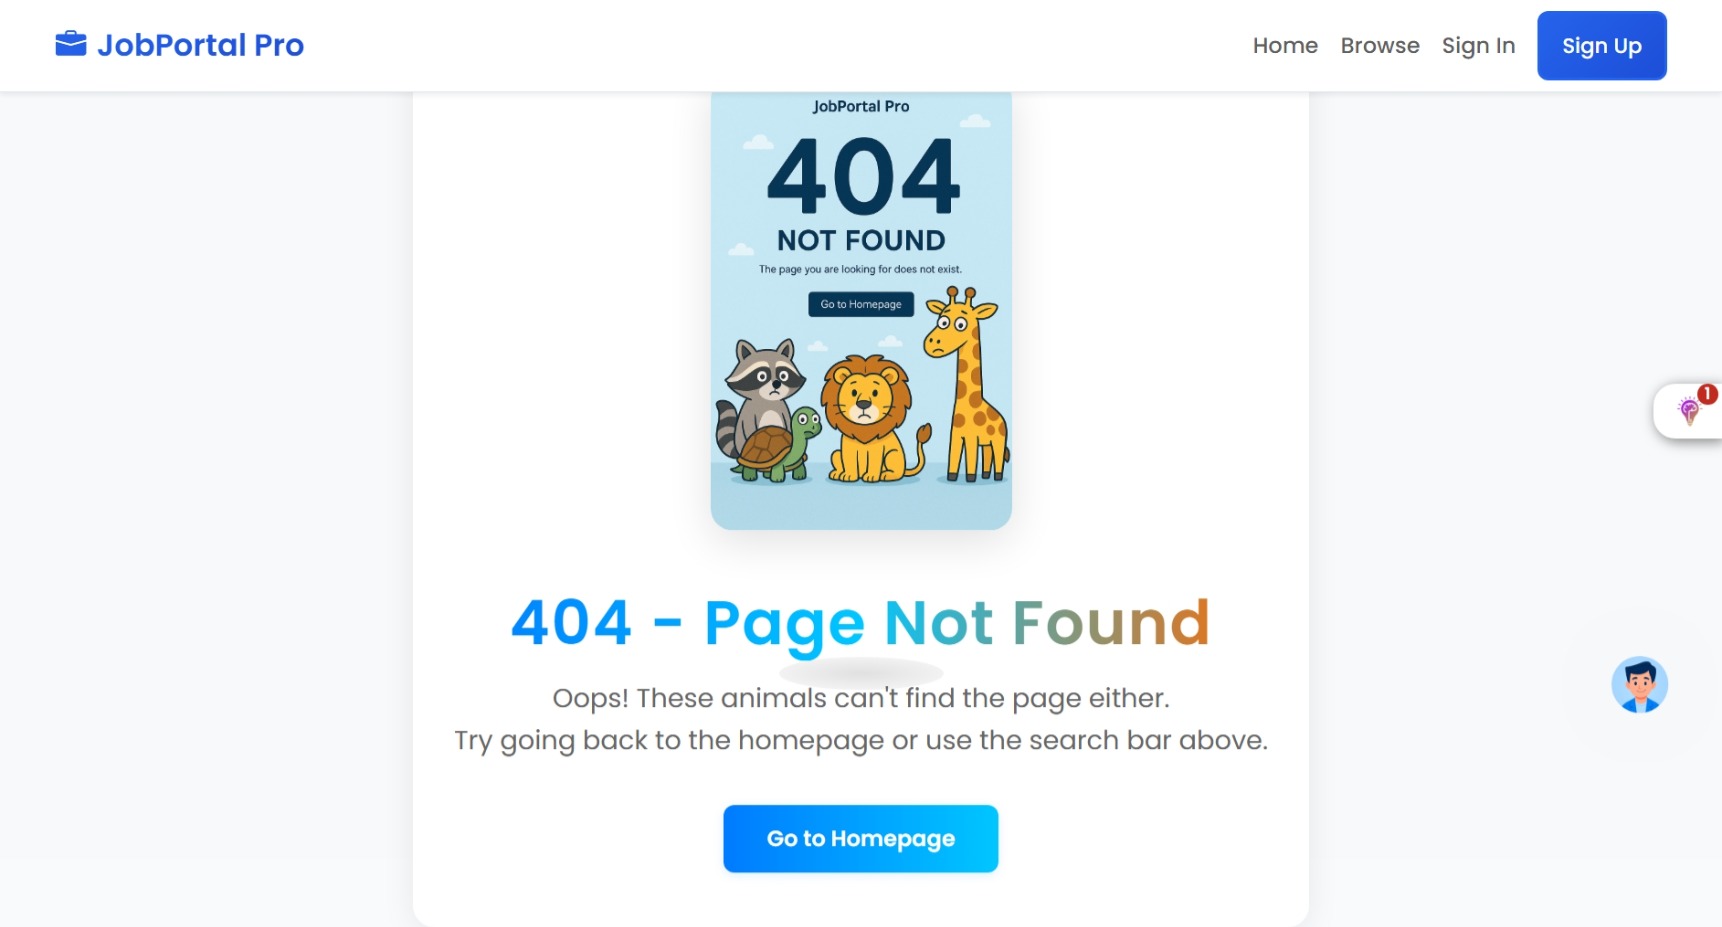 JobPortal Pro
Home Browse Sign In Sign Up
JobPortal Pro
404
NOT FOUND
The page you are looking for does not exist.
Go to Homepage
1
404 - Page Not Found
Oops! These animals can't find the page either.
Try going back to the homepage or use the search bar above.
Go to Homepage